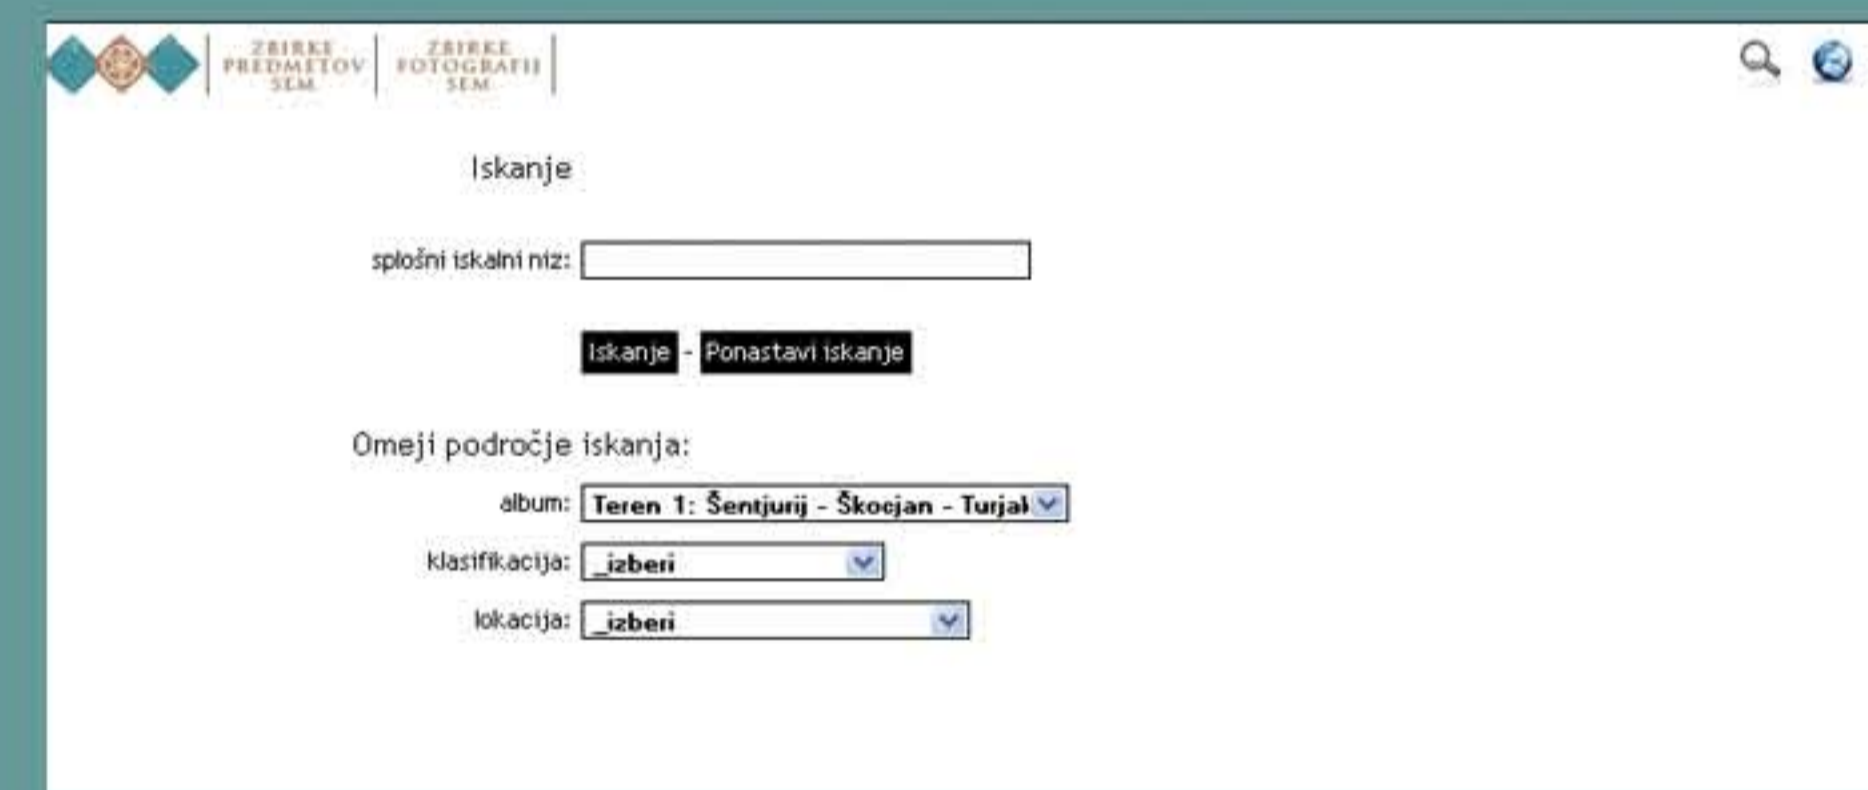 ZBIRKE
PREDMETOV
SEM
ZBIRKE
FOTOGRAFIJ
SEM
Iskanje
splošni iskalni niz:
Iskanje - Ponastavi iskanje
Omeji področje iskanja:
album: Teren 1: Šentjurij - Škocjan - Turjak
klasifikacija: _izberi
lokacija: _izberi